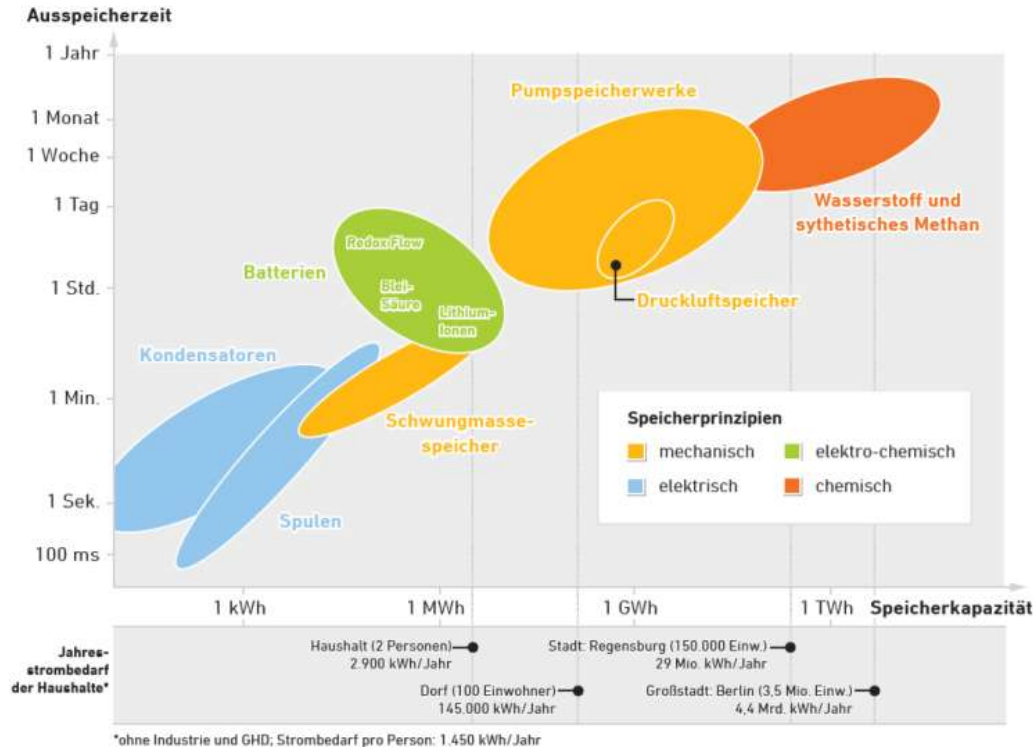 Ausspeicherzeit
1 Jahr
1 Monat
1 Woche
1 Tag
1 Std.
1 Min.
1 Sek.
100 ms
Pumpspeicherwerke
Wasserstoff und
sythetisches Methan
Druckluftspeicher
Batterien
Redox-Flow
Blei-
Säure
Lithium-
Ionen
Kondensatoren
Schwungmasse-
speicher
Spulen
Speicherprinzipien
mechanisch
elektro-chemisch
elektrisch
chemisch
1 kWh
1 MWh
1 GWh
1 TWh
Speicherkapazität
Jahres-
strombedarf
der Haushalte*
Haushalt (2 Personen)
2.900 kWh/Jahr
Stadt: Regensburg (150.000 Einw.)
29 Mio. kWh/Jahr
Dorf (100 Einwohner)
145.000 kWh/Jahr
Großstadt: Berlin (3,5 Mio. Einw.)
4,4 Mrd. kWh/Jahr
*ohne Industrie und GHD; Strombedarf pro Person: 1.450 kWh/Jahr